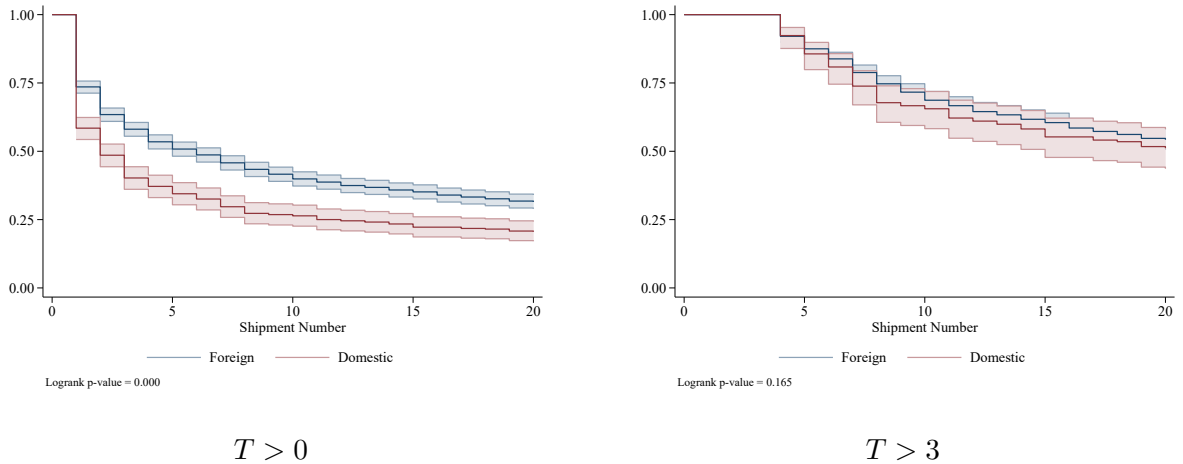 1.00
0.75
0.50
0.25
0.00
0 5 10 15 20
Shipment Number
Foreign Domestic
Logrank p-value = 0.000
T > 0
1.00
0.75
0.50
0.25
0.00
0 5 10 15 20
Shipment Number
Foreign Domestic
Logrank p-value = 0.165
T > 3